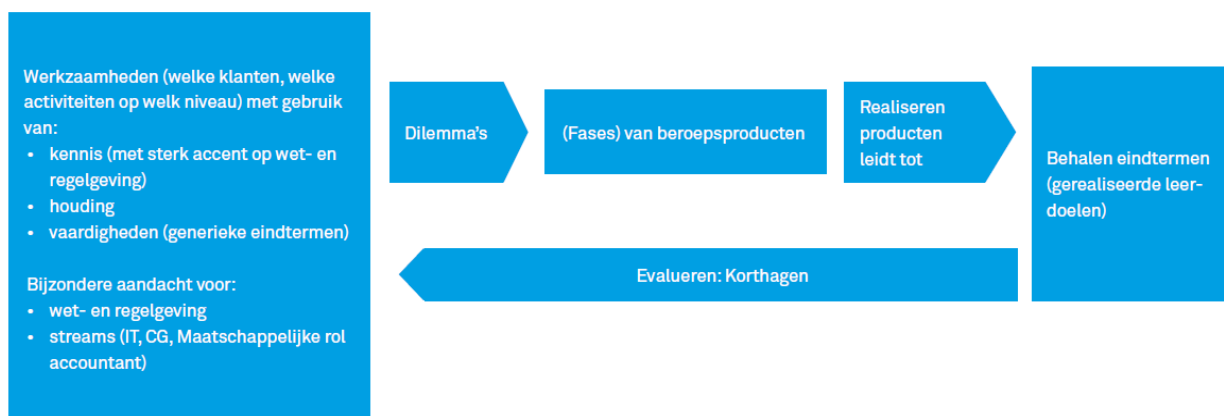 Werkzaamheden (welke klanten, welke
activiteiten op welk niveau) met gebruik
van:
• kennis (met sterk accent op wet- en
regelgeving)
• houding
• vaardigheden (generieke eindtermen)
Bijzondere aandacht voor:
• wet- en regelgeving
• streams (IT, CG, Maatschappelijke rol
accountant)
Dilemma's
(Fases) van beroepsproducten
Realiseren
producten
leidt tot
Behalen eindtermen
(gerealiseerde leer-
doelen)
Evalueren: Korthagen